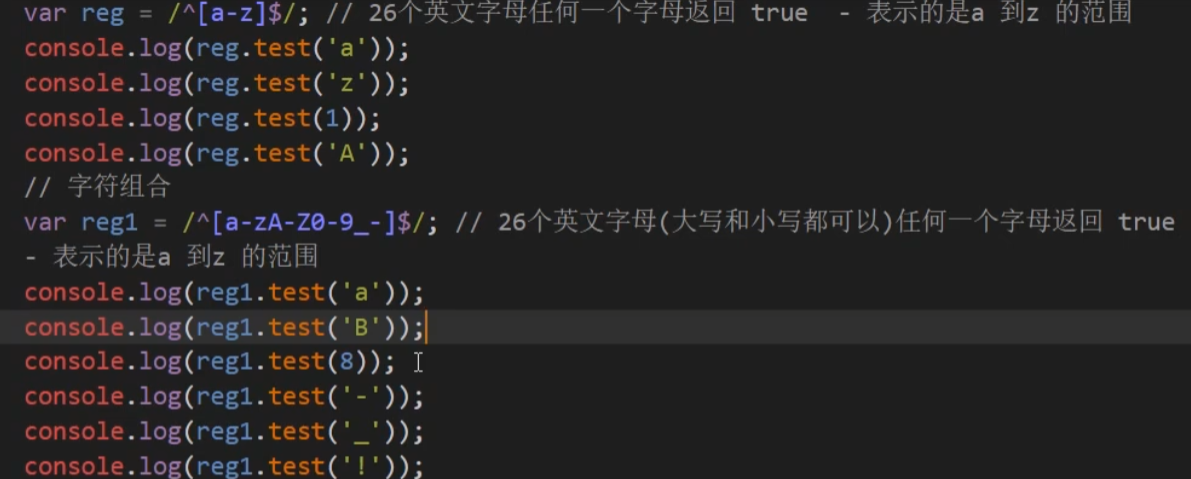 var reg = /^[a-z]$/; // 26个英文字母任何一个字母返回 true  - 表示的是a 到z 的范围
console.log(reg.test('a'));
console.log(reg.test('z'));
console.log(reg.test(1));
console.log(reg.test('A'));
// 字符组合
var reg1 = /^[a-zA-Z0-9_-]$/; // 26个英文字母(大写和小写都可以)任何一个字母返回 true
- 表示的是a 到z 的范围
console.log(reg1.test('a'));
console.log(reg1.test('B'));
console.log(reg1.test(8));
console.log(reg1.test('-'));
console.log(reg1.test('_'));
console.log(reg1.test('!'));